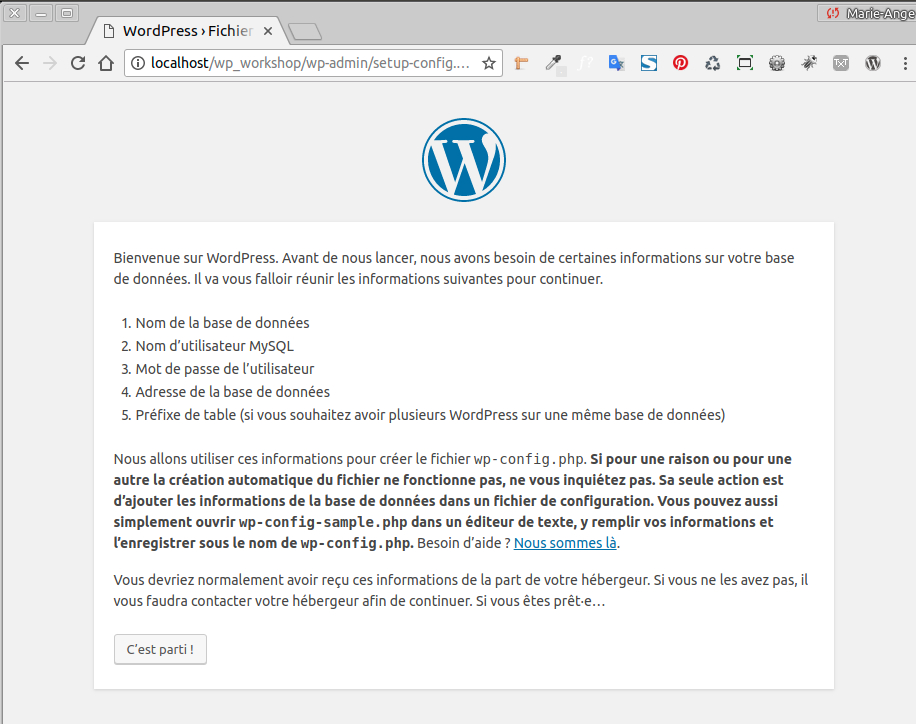 WordPress › Fichier
Marie-Ange
localhost/wp_workshop/wp-admin/setup-config....
Bienvenue sur WordPress. Avant de nous lancer, nous avons besoin de certaines informations sur votre base
de données. Il va vous falloir réunir les informations suivantes pour continuer.
1. Nom de la base de données
2. Nom d’utilisateur MySQL
3. Mot de passe de l’utilisateur
4. Adresse de la base de données
5. Préfixe de table (si vous souhaitez avoir plusieurs WordPress sur une même base de données)
Nous allons utiliser ces informations pour créer le fichier wp-config.php. Si pour une raison ou pour une
autre la création automatique du fichier ne fonctionne pas, ne vous inquiétez pas. Sa seule action est
d’ajouter les informations de la base de données dans un fichier de configuration. Vous pouvez aussi
simplement ouvrir wp-config-sample.php dans un éditeur de texte, y remplir vos informations et
l’enregistrer sous le nom de wp-config.php. Besoin d’aide ? Nous sommes là.
Vous devriez normalement avoir reçu ces informations de la part de votre hébergeur. Si vous ne les avez pas, il
vous faudra contacter votre hébergeur afin de continuer. Si vous êtes prêt·e…
C’est parti !